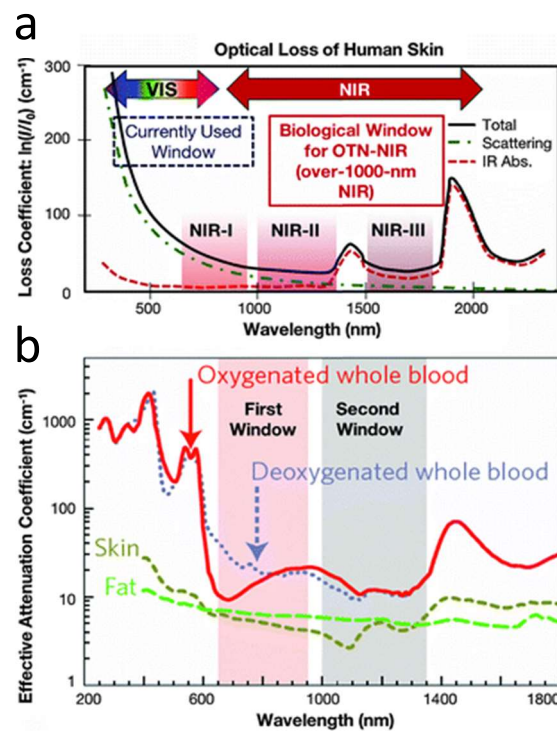 a
Optical Loss of Human Skin
Loss Coefficient: ln(I/I₀) (cm⁻¹)
300
200
100
0
VIS
NIR
Currently Used
Window
Biological Window
for OTN-NIR
(over-1000-nm
NIR)
Total
Scattering
IR Abs.
NIR-I
NIR-II
NIR-III
500
1000
1500
2000
Wavelength (nm)
b
Effective Attenuation Coefficient (cm⁻¹)
1000
100
10
1
Oxygenated whole blood
First
Window
Second
Window
Deoxygenated whole blood
Skin
Fat
200
600
1000
1400
1800
Wavelength (nm)